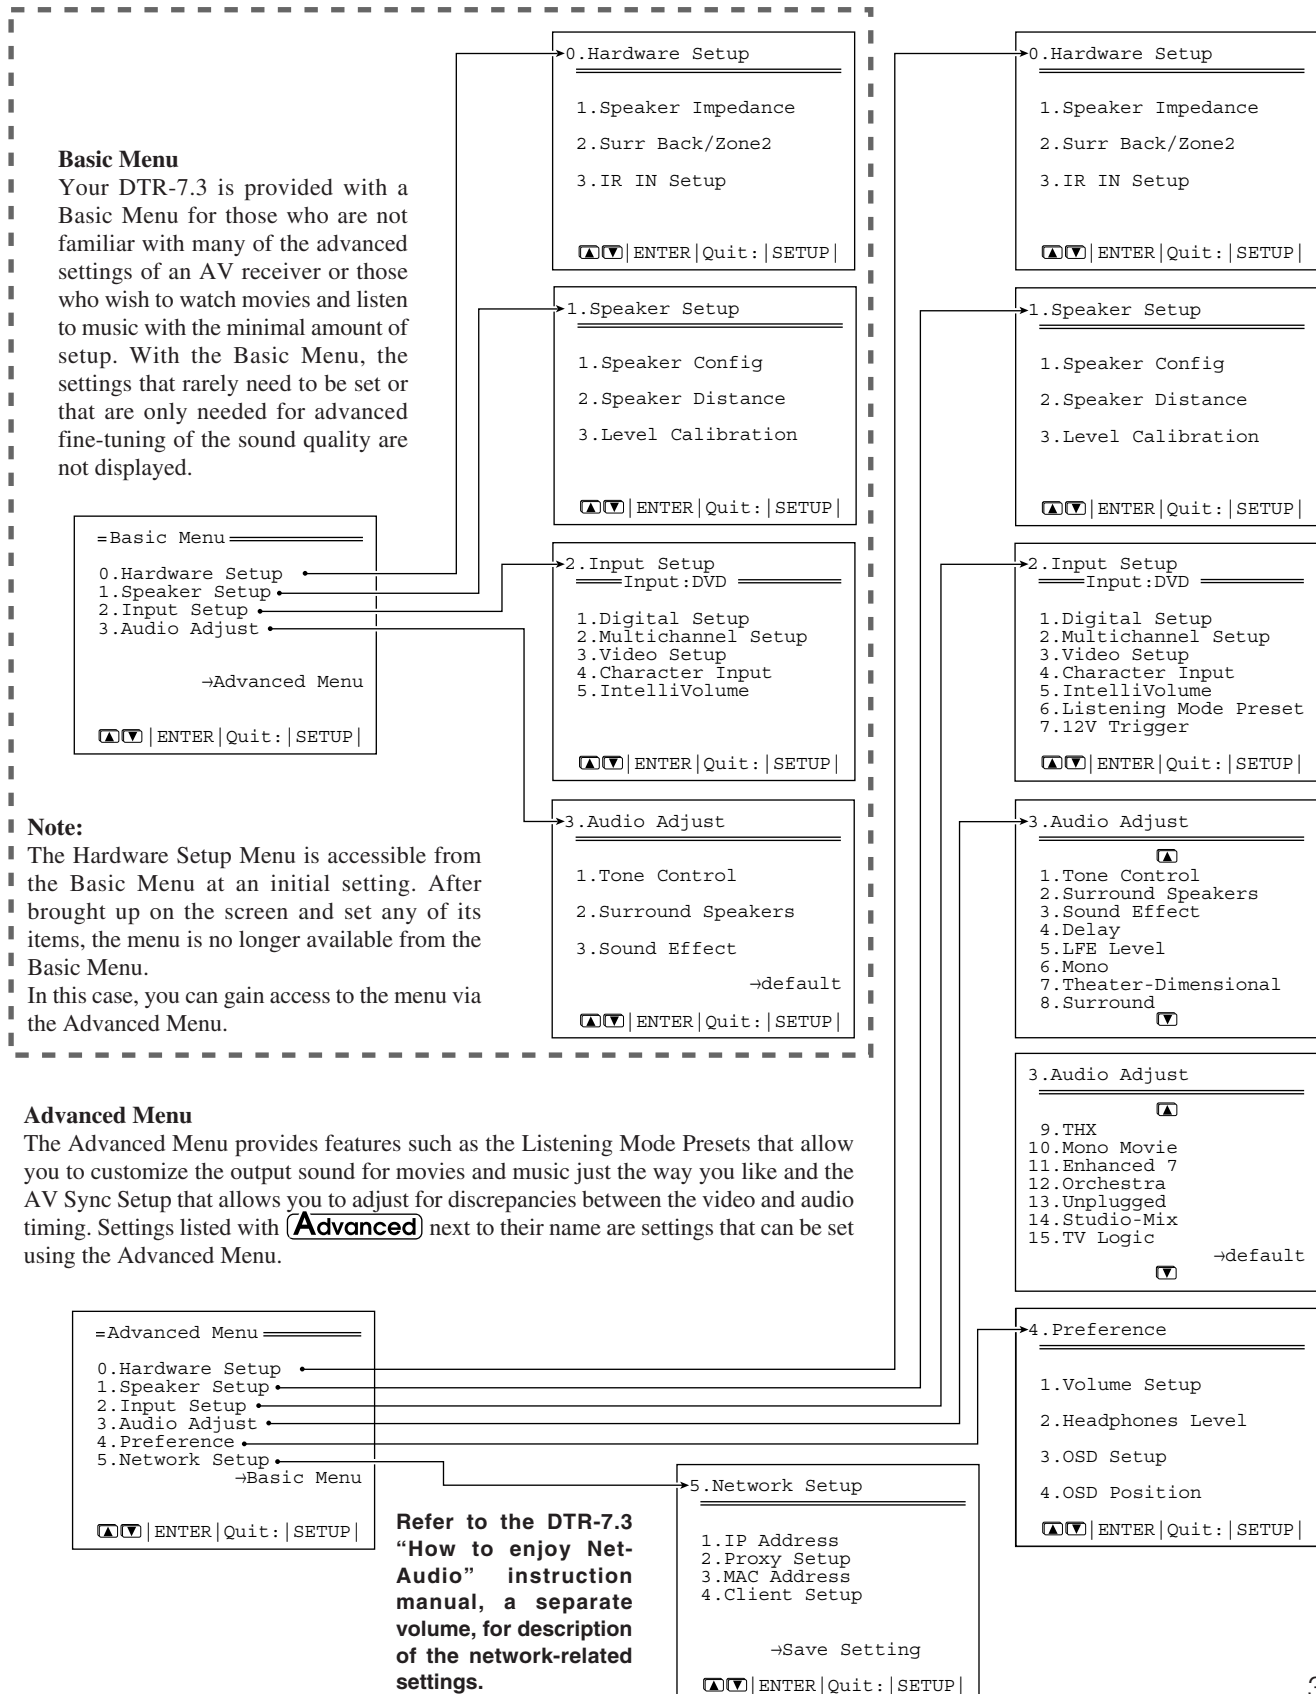 Basic Menu
Your DTR-7.3 is provided with a
Basic Menu for those who are not
familiar with many of the advanced
settings of an AV receiver or those
who wish to watch movies and listen
to music with the minimal amount of
setup. With the Basic Menu, the
settings that rarely need to be set or
that are only needed for advanced
fine-tuning of the sound quality are
not displayed.
=Basic Menu
0.Hardware Setup
1.Speaker Setup
2.Input Setup
3.Audio Adjust
→Advanced Menu
▲▼|ENTER|Quit:|SETUP|
Note:
The Hardware Setup Menu is accessible from
the Basic Menu at an initial setting. After
brought up on the screen and set any of its
items, the menu is no longer available from the
Basic Menu.
In this case, you can gain access to the menu via
the Advanced Menu.
0.Hardware Setup
1.Speaker Impedance
2.Surr Back/Zone2
3.IR IN Setup
▲▼|ENTER|Quit:|SETUP|
1.Speaker Setup
1.Speaker Config
2.Speaker Distance
3.Level Calibration
▲▼|ENTER|Quit:|SETUP|
2.Input Setup
Input:DVD
1.Digital Setup
2.Multichannel Setup
3.Video Setup
4.Character Input
5.IntelliVolume
▲▼|ENTER|Quit:|SETUP|
3.Audio Adjust
1.Tone Control
2.Surround Speakers
3.Sound Effect
→default
▲▼|ENTER|Quit:|SETUP|
Advanced Menu
The Advanced Menu provides features such as the Listening Mode Presets that allow
you to customize the output sound for movies and music just the way you like and the
AV Sync Setup that allows you to adjust for discrepancies between the video and audio
timing. Settings listed with Advanced next to their name are settings that can be set
using the Advanced Menu.
=Advanced Menu
0.Hardware Setup
1.Speaker Setup
2.Input Setup
3.Audio Adjust
4.Preference
5.Network Setup
→Basic Menu
▲▼|ENTER|Quit:|SETUP|
Refer to the DTR-7.3
“How to enjoy Net-
Audio” instruction
manual, a separate
volume, for description
of the network-related
settings.
5.Network Setup
1.IP Address
2.Proxy Setup
3.MAC Address
4.Client Setup
→Save Setting
▲▼|ENTER|Quit:|SETUP|
0.Hardware Setup
1.Speaker Impedance
2.Surr Back/Zone2
3.IR IN Setup
▲▼|ENTER|Quit:|SETUP|
1.Speaker Setup
1.Speaker Config
2.Speaker Distance
3.Level Calibration
▲▼|ENTER|Quit:|SETUP|
2.Input Setup
Input:DVD
1.Digital Setup
2.Multichannel Setup
3.Video Setup
4.Character Input
5.IntelliVolume
6.Listening Mode Preset
7.12V Trigger
▲▼|ENTER|Quit:|SETUP|
3.Audio Adjust
▲
1.Tone Control
2.Surround Speakers
3.Sound Effect
4.Delay
5.LFE Level
6.Mono
7.Theater-Dimensional
8.Surround
▼
3.Audio Adjust
▲
9.THX
10.Mono Movie
11.Enhanced 7
12.Orchestra
13.Unplugged
14.Studio-Mix
15.TV Logic
→default
▼
4.Preference
1.Volume Setup
2.Headphones Level
3.OSD Setup
4.OSD Position
▲▼|ENTER|Quit:|SETUP|